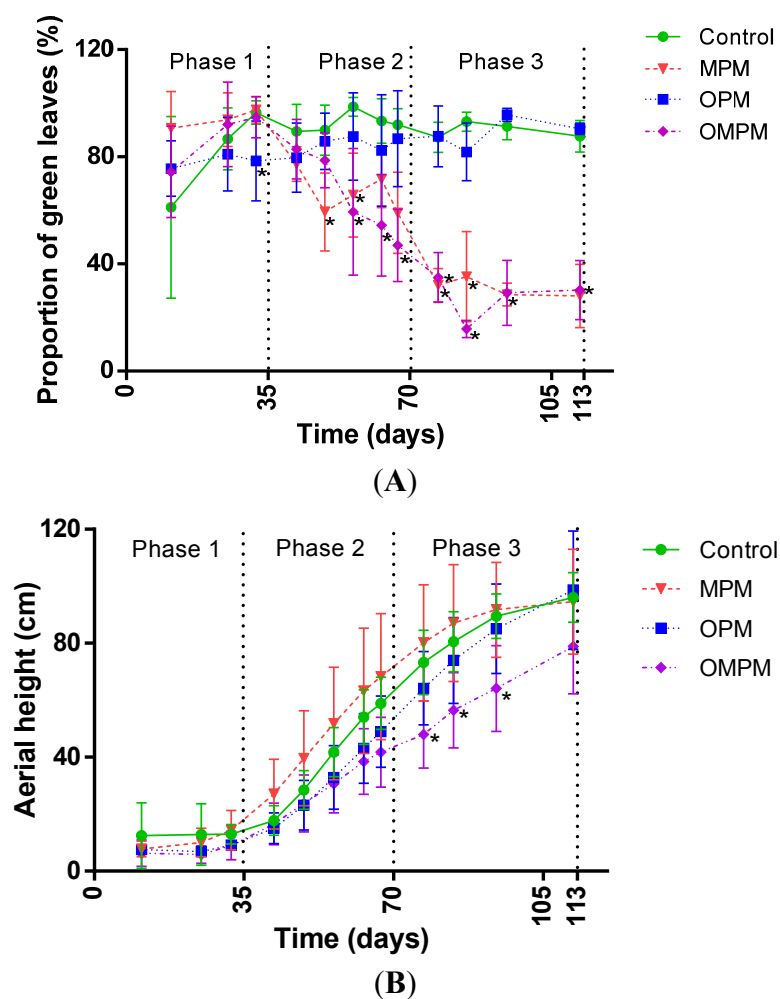 Proportion of green leaves (%)
120
80
40
0
Phase 1
Phase 2
Phase 3
*
*
*
*
*
*
*
*
*
*
*
*
0
35
70
105
113
Time (days)
Control
MPM
OPM
OMPM
(A)
Aerial height (cm)
120
80
40
0
Phase 1
Phase 2
Phase 3
*
*
*
0
35
70
105
113
Time (days)
Control
MPM
OPM
OMPM
(B)